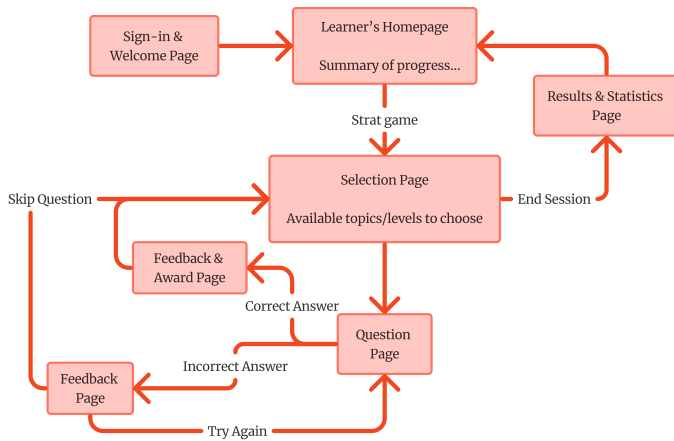 Sign-in &
Welcome Page
Learner's Homepage
Summary of progress...
Results & Statistics
Page
Strat game
Selection Page
Available topics/levels to choose
Skip Question
End Session
Feedback &
Award Page
Correct Answer
Question
Page
Incorrect Answer
Feedback
Page
Try Again